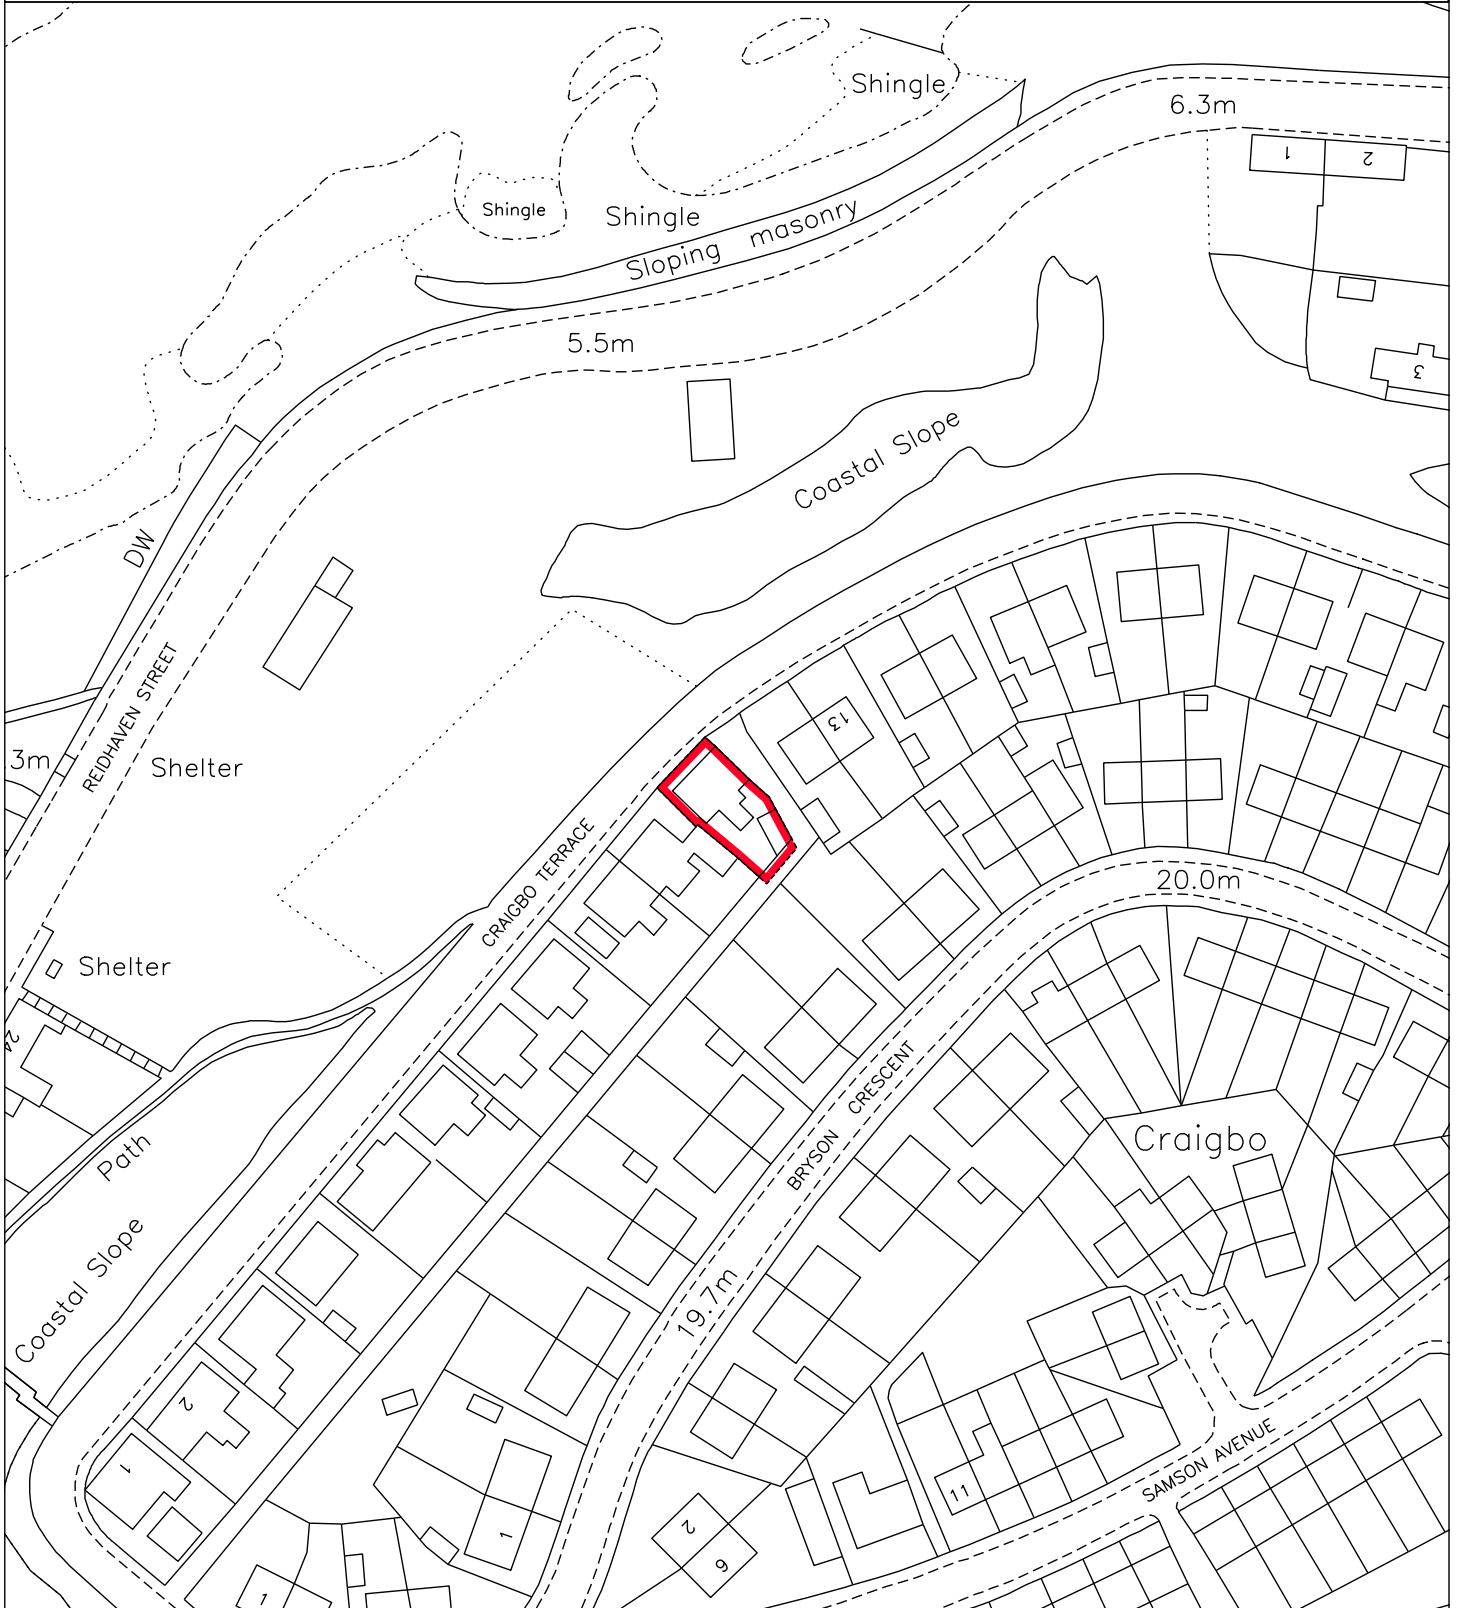 Shingle
6.3m
1
2
Shingle
Shingle
Sloping masonry
5.5m
3
Coastal Slope
DW
REIDHAVEN STREET
13
3m
Shelter
CRAIGBO TERRACE
20.0m
Shelter
24
BRYSON CRESCENT
Craigbo
Path
Coastal Slope
19.7m
2
1
SAMSON AVENUE
11
1
2
6
1